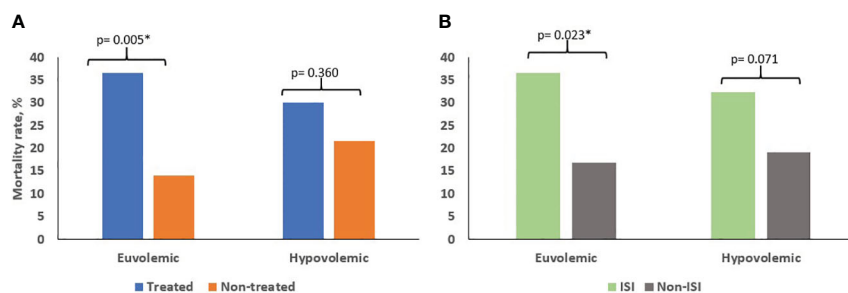 A
p= 0.005*
p= 0.360
Mortality rate, %
40
35
30
25
20
15
10
5
0
Euvolemic Hypovolemic
Treated Non-treated
B
p= 0.023*
p= 0.071
40
35
30
25
20
15
10
5
0
Euvolemic Hypovolemic
ISI Non-ISI